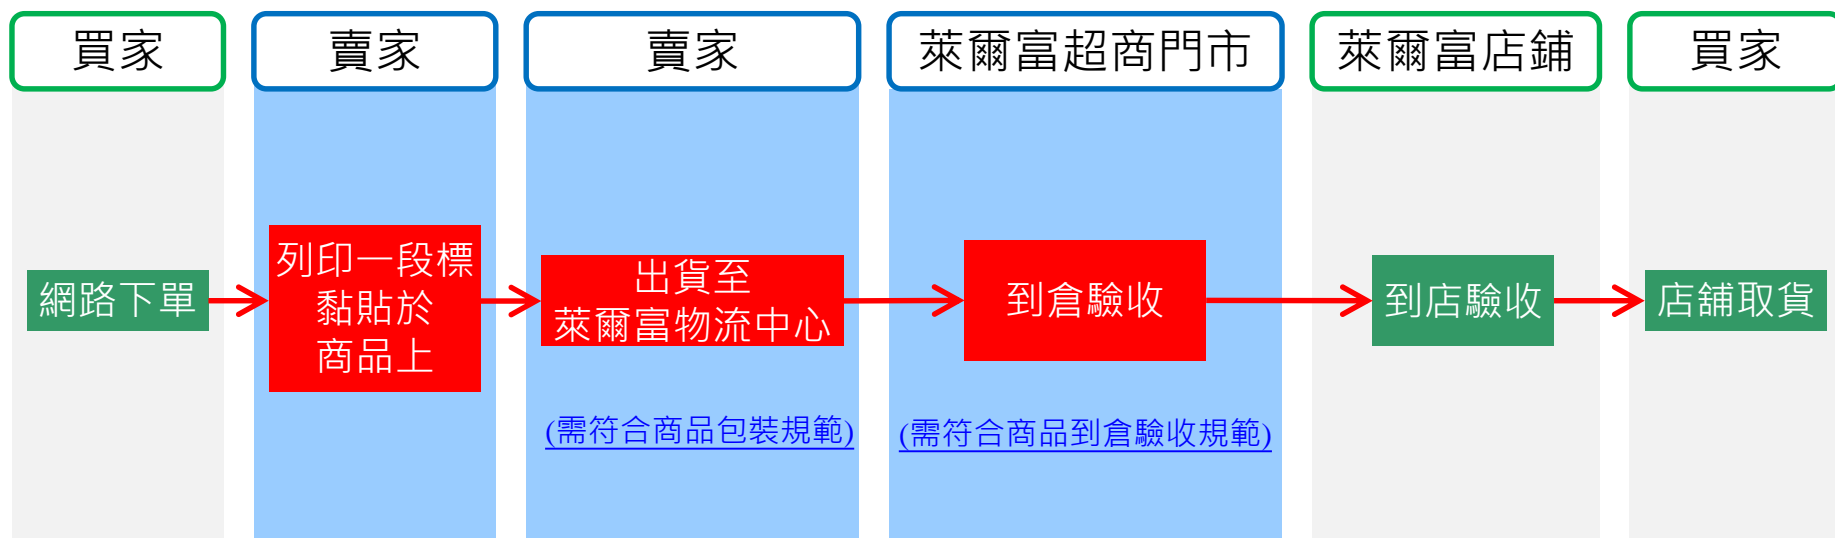 買家
賣家
賣家
萊爾富超商門市
萊爾富店鋪
買家
網路下單
列印一段標
黏貼於
商品上
出貨至
萊爾富物流中心
到倉驗收
到店驗收
店舖取貨
(需符合商品包裝規範)
(需符合商品到倉驗收規範)